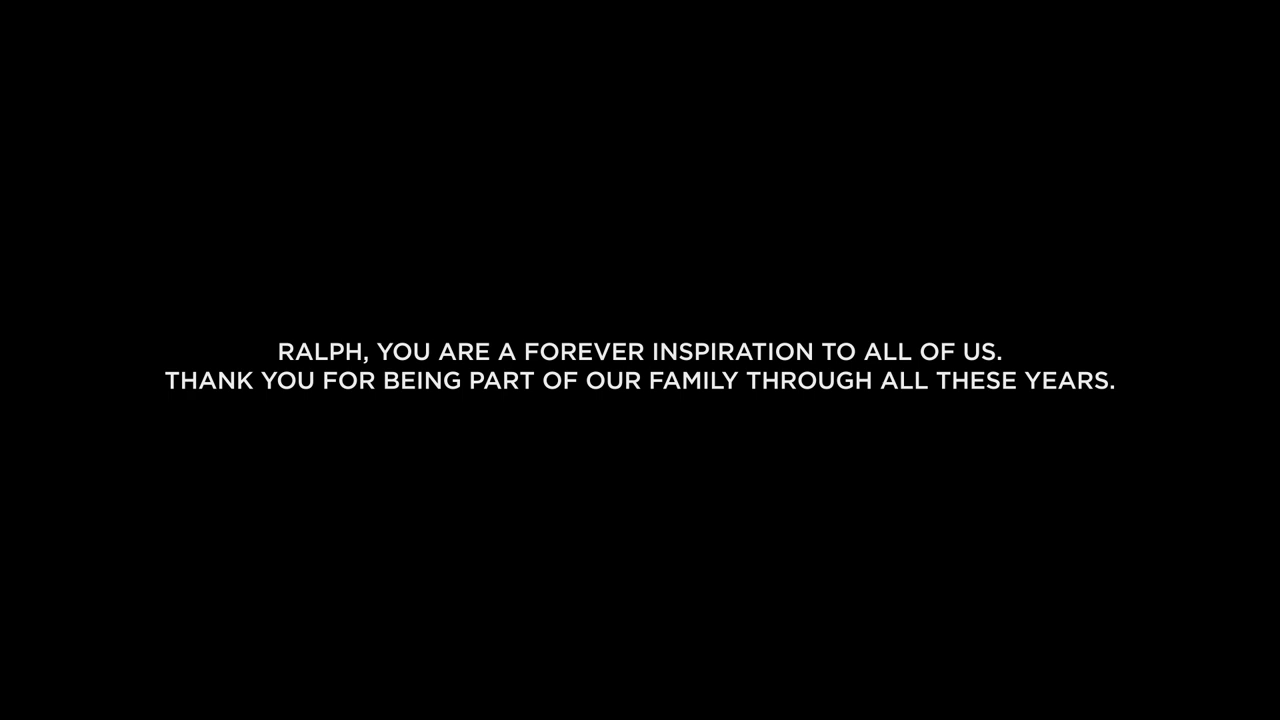 RALPH, YOU ARE A FOREVER INSPIRATION TO ALL OF US.
THANK YOU FOR BEING PART OF OUR FAMILY THROUGH ALL THESE YEARS.